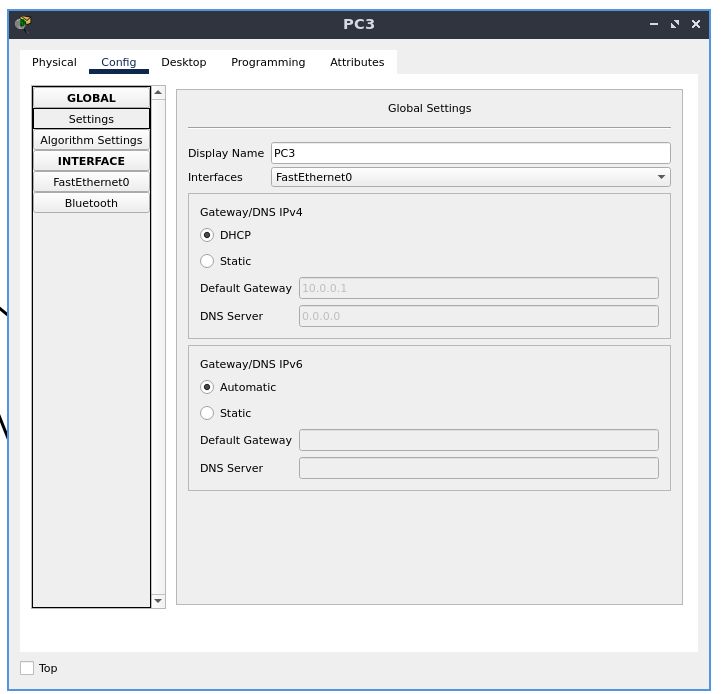 PC3
Physical Config Desktop Programming Attributes
GLOBAL
Settings
Algorithm Settings
INTERFACE
FastEthernet0
Bluetooth
Global Settings
Display Name PC3
Interfaces FastEthernet0
Gateway/DNS IPv4
DHCP
Static
Default Gateway 10.0.0.1
DNS Server 0.0.0.0
Gateway/DNS IPv6
Automatic
Static
Default Gateway
DNS Server
Top